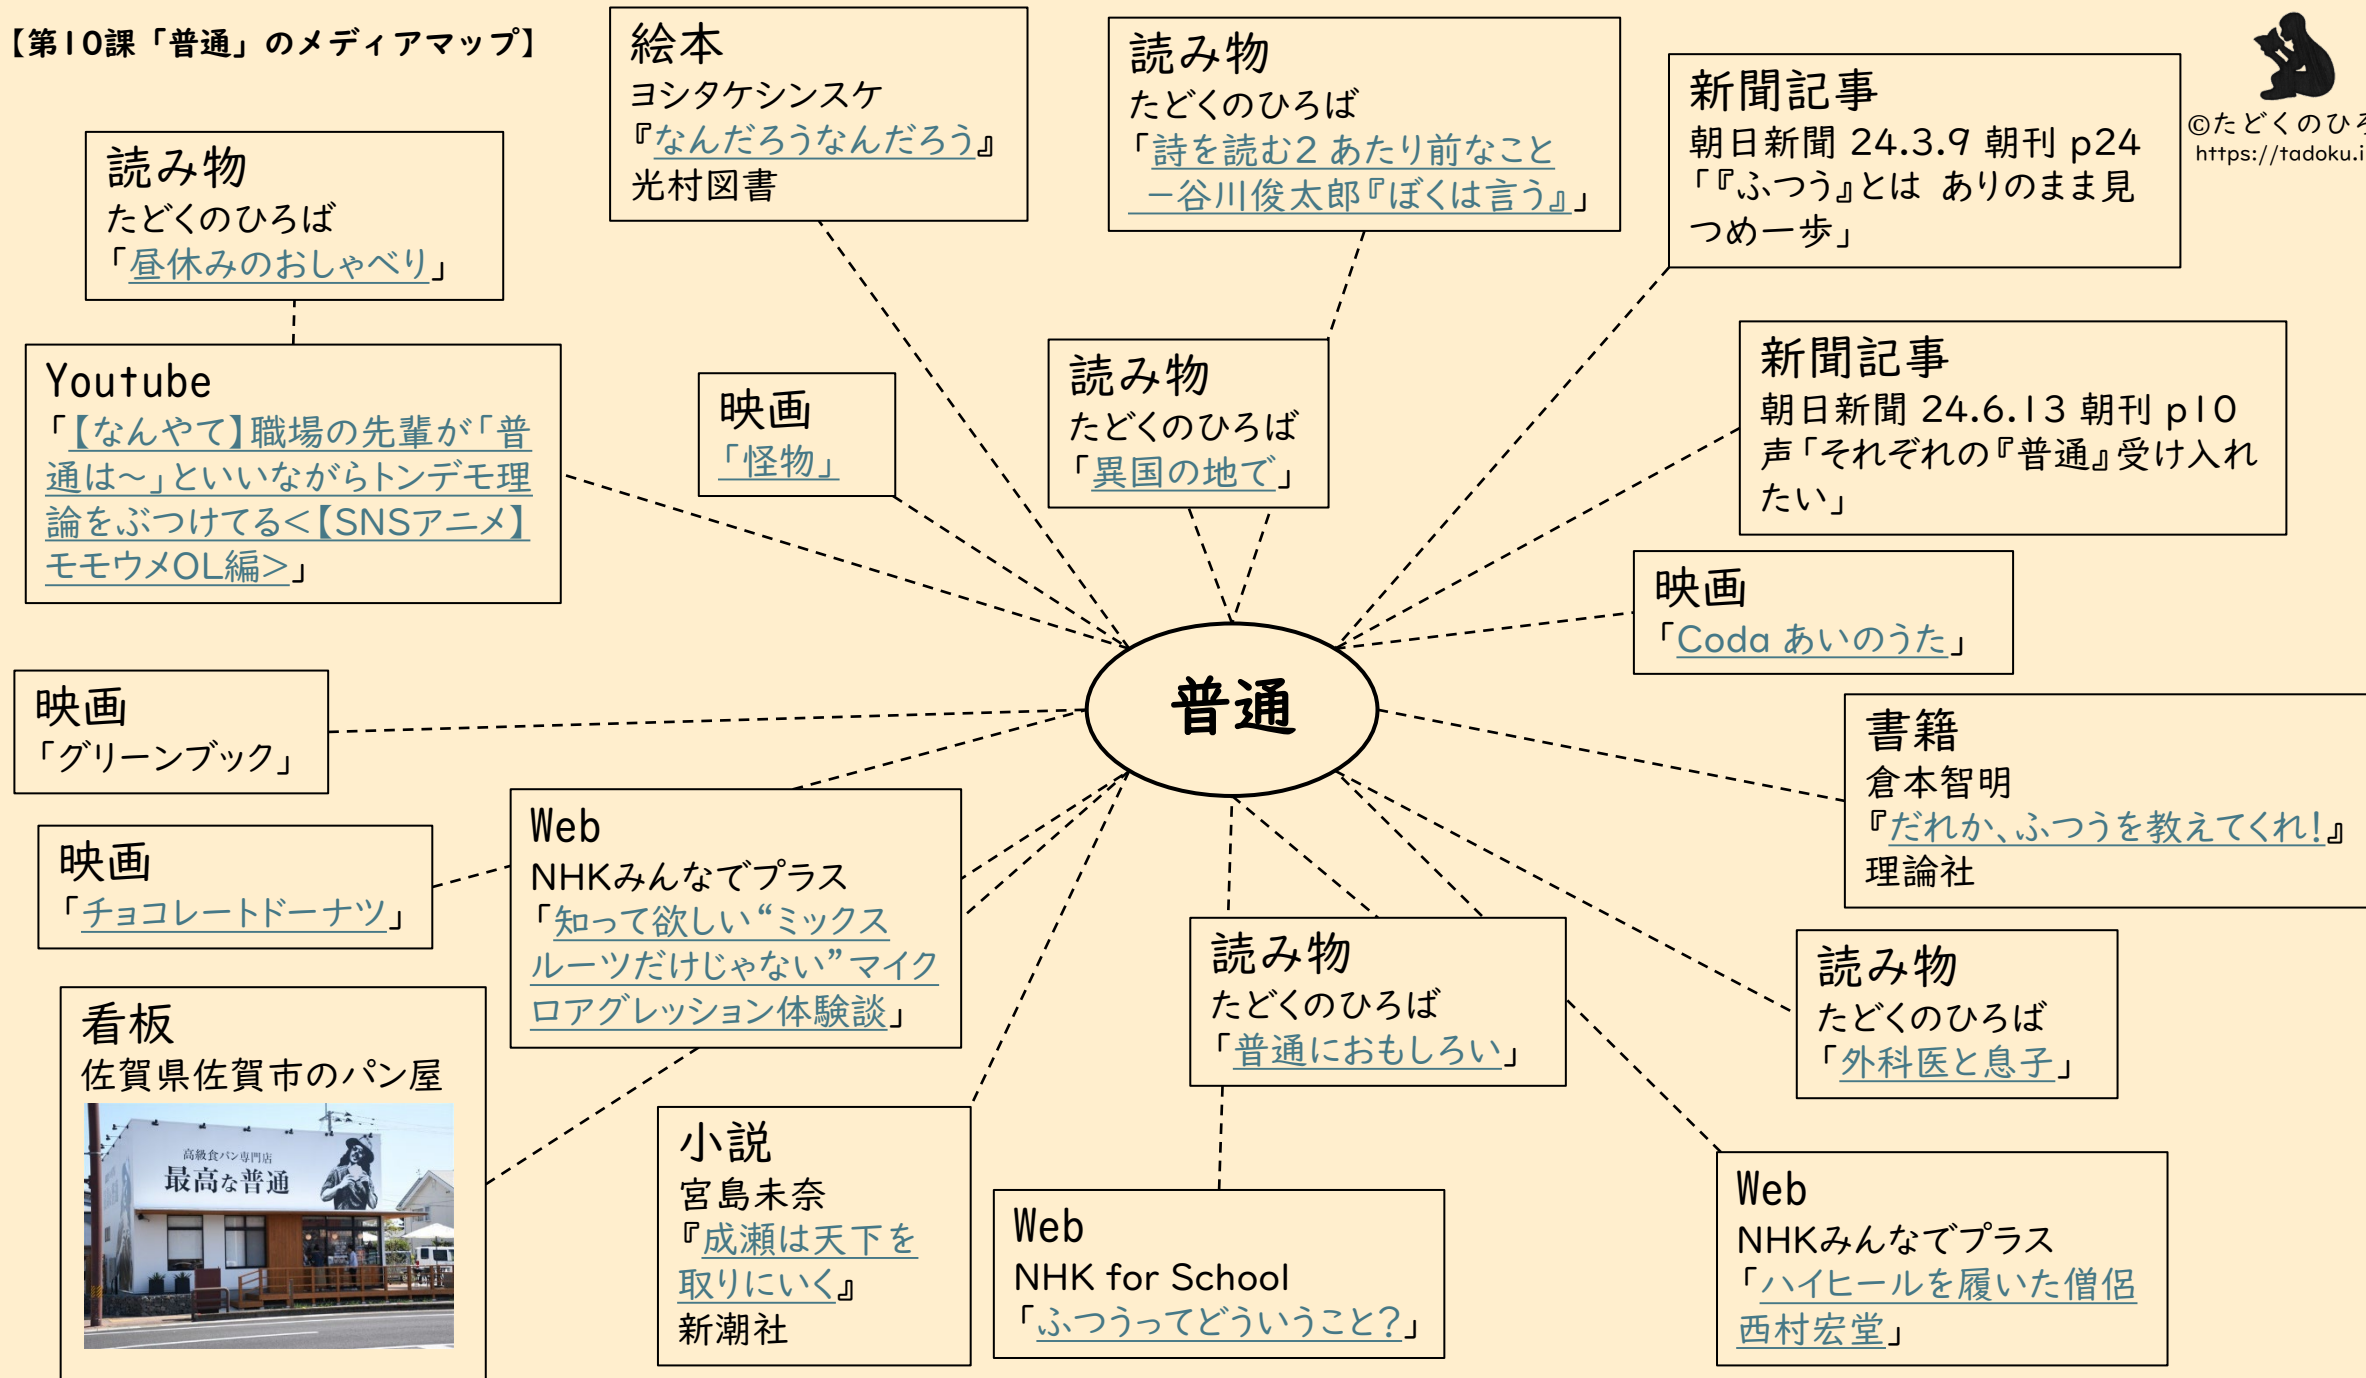 【第10課「普通」のメディアマップ】
絵本
ヨシタケシンスケ
『なんだろうなんだろう』
光村図書
読み物
たどくのひろば
「詩を読む2 あたり前なこと
－谷川俊太郎『ぼくは言う』」
新聞記事
朝日新聞 24.3.9 朝刊 p24
「『ふつう』とは ありのまま見
つめ一歩」
©たどくのひろ
https://tadoku.i
読み物
たどくのひろば
「昼休みのおしゃべり」
Youtube
「【なんやて】職場の先輩が「普
通は～」といいながらトンデモ理
論をぶつけてる<【SNSアニメ】
モモウメOL編>」
映画
「怪物」
読み物
たどくのひろば
「異国の地で」
新聞記事
朝日新聞 24.6.13 朝刊 p10
声「それぞれの『普通』受け入れ
たい」
映画
「Coda あいのうた」
普通
映画
「グリーンブック」
書籍
倉本智明
『だれか、ふつうを教えてくれ!』
理論社
映画
「チョコレートドーナツ」
Web
NHKみんなでプラス
「知って欲しい“ミックス
ルーツだけじゃない”マイク
ロアグレッション体験談」
読み物
たどくのひろば
「普通におもしろい」
読み物
たどくのひろば
「外科医と息子」
看板
佐賀県佐賀市のパン屋
高級食パン専門店
最高な普通
小説
宮島未奈
『成瀬は天下を
取りにいく』
新潮社
Web
NHK for School
「ふつうってどういうこと?」
Web
NHKみんなでプラス
「ハイヒールを履いた僧侶
西村宏堂」